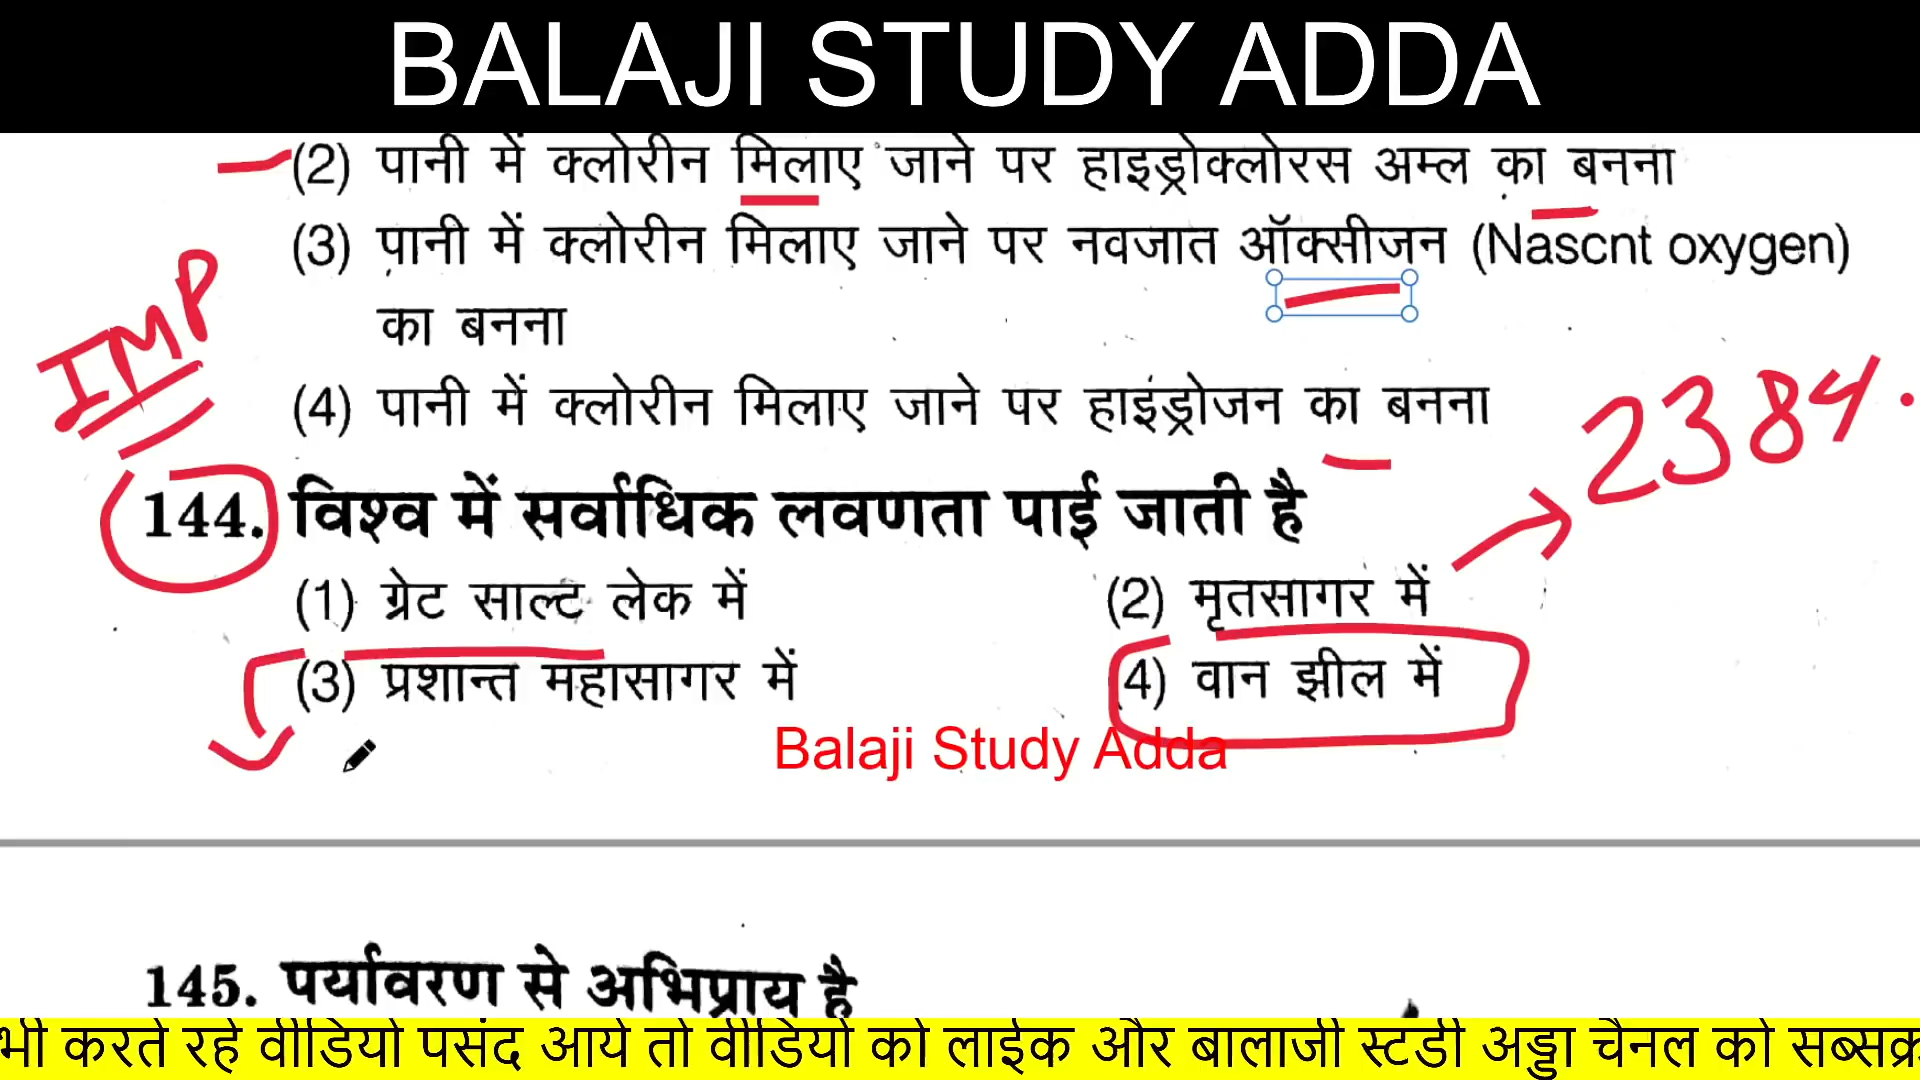 BALAJI STUDY ADDA
(2) पानी में क्लोरीन मिलाए जाने पर हाइड्रोक्लोरस अम्ल का बनना
(3) पानी में क्लोरीन मिलाए जाने पर नवजात ऑक्सीजन (Nascnt oxygen)
का बनना
IMP
(4) पानी में क्लोरीन मिलाए जाने पर हाइड्रोजन का बनना
2384.
144. विश्व में सर्वाधिक लवणता पाई जाती है
(1) ग्रेट साल्ट लेक में (2) मृतसागर में
(3) प्रशान्त महासागर में (4) वान झील में
Balaji Study Adda
145. पर्यावरण से अभिप्राय है
भी करते रहे वीडियो पसंद आये तो वीडियो को लाईक और बालाजी स्टडी अड्डा चैनल को सब्सक्र